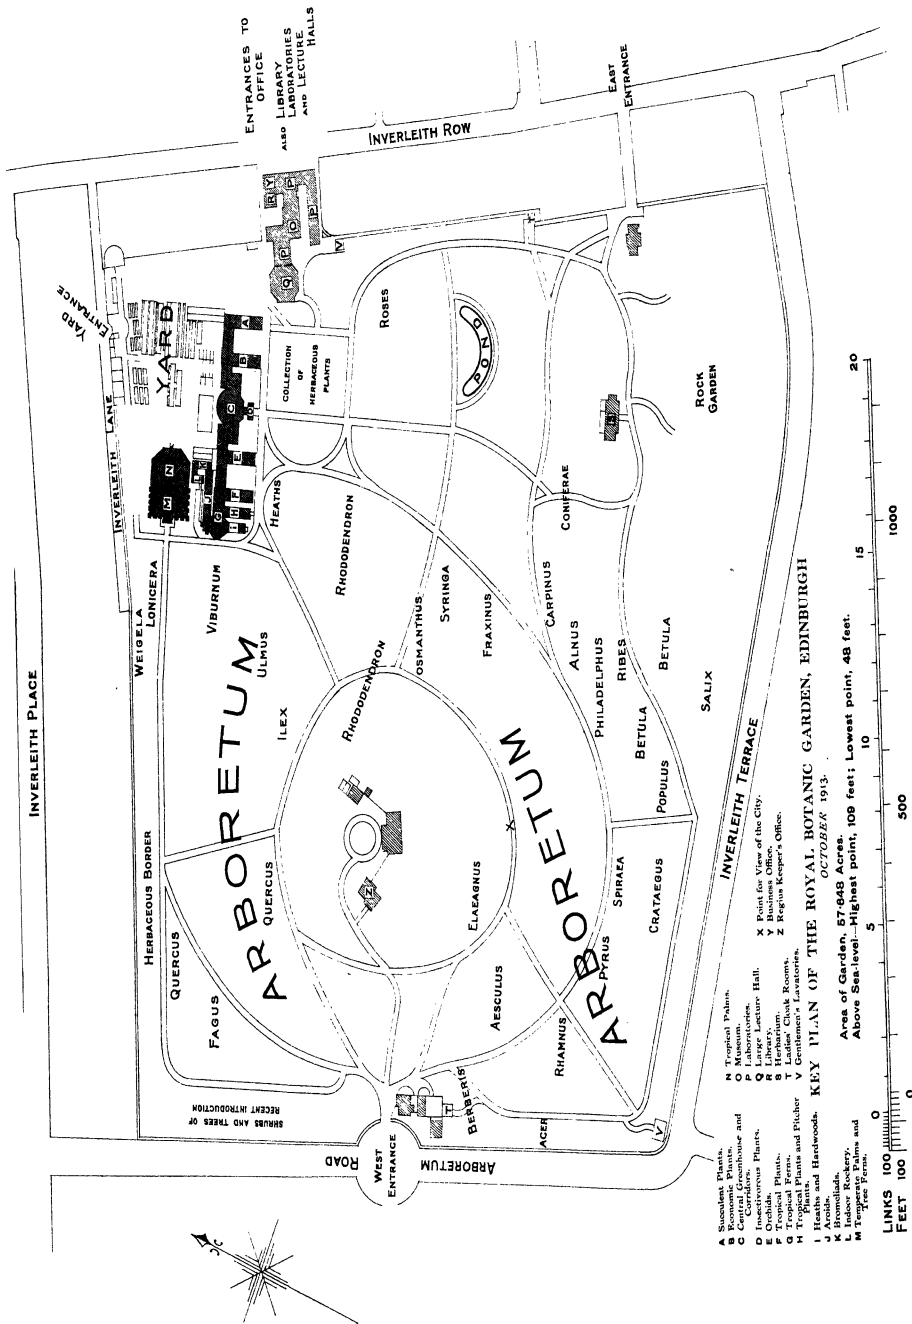 INVERLEITH PLACE
INVERLEITH LANE
YARD
ENTRANCE
YARD
ENTRANCES TO
OFFICE
ALSO LIBRARY
LABORATORIES
AND LECTURE
HALLS
INVERLEITH ROW
EAST
ENTRANCE
R
Y
P
O
P
P
Q
V
T
A
B
C
D
E
F
G
H
I
J
K
L
M
N
COLLECTION
OF
HERBACEOUS
PLANTS
ROSES
POND
ROCK
GARDEN
S
HEATHS
RHODODENDRON
CONIFERAE
WEIGELA
LONICERA
VIBURNUM
ULMUS
ILEX
RHODODENDRON
OSMANTHUS
SYRINGA
FRAXINUS
CARPINUS
ALNUS
PHILADELPHUS
RIBES
BETULA
BETULA
SALIX
POPULUS
ARBORETUM
ARBORETUM
HERBACEOUS BORDER
QUERCUS
QUERCUS
FAGUS
Z
X
ELAEAGNUS
AESCULUS
SPIRAEA
CRATAEGUS
PYRUS
RHAMNUS
BERBERIS
ACER
T
V
SHRUBS AND TREES OF
RECENT INTRODUCTION
WEST
ENTRANCE
ARBORETUM
ROAD
INVERLEITH TERRACE
A Succulent Plants.
B Economic Plants.
C Central Greenhouse and
Corridors.
D Insectivorous Plants.
E Orchids.
F Tropical Plants.
G Tropical Ferns.
H Tropical Plants and Pitcher
Plants.
I Heaths and Hardwoods.
J Aroids.
K Bromeliads.
L Indoor Rockery.
M Temperate Palms and
Tree Ferns.
N Tropical Palms.
O Museum.
P Laboratories.
Q Large Lecture Hall.
R Library.
S Herbarium.
T Ladies' Cloak Rooms.
V Gentlemen's Lavatories.
X Point for View of the City.
Y Business Office.
Z Regius Keeper's Office.
KEY PLAN OF THE ROYAL BOTANIC GARDEN, EDINBURGH
OCTOBER 1913.
Area of Garden, 57·848 Acres.
Above Sea-level—Highest point, 109 feet; Lowest point, 48 feet.
LINKS 100 0 5 10 15 20
FEET 100 0 500 1000